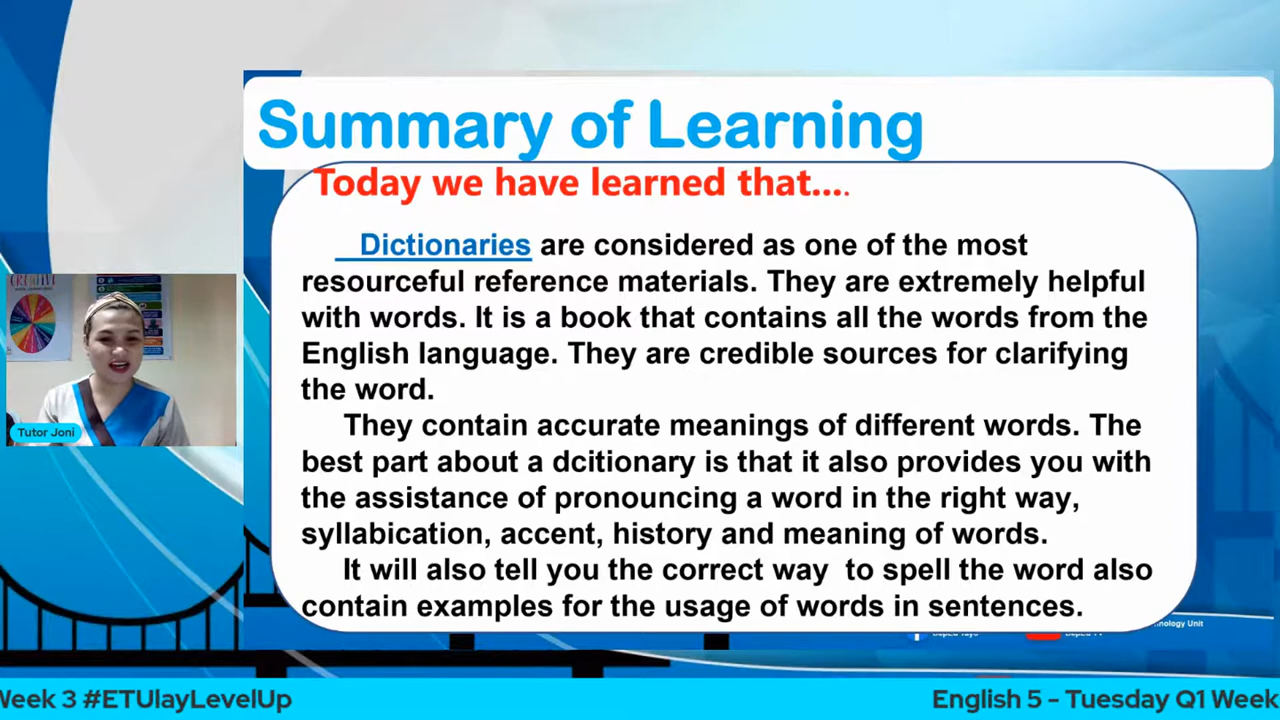 Summary of Learning
Today we have learned that....
Dictionaries are considered as one of the most
resourceful reference materials. They are extremely helpful
with words. It is a book that contains all the words from the
English language. They are credible sources for clarifying
the word.
They contain accurate meanings of different words. The
best part about a dcitionary is that it also provides you with
the assistance of pronouncing a word in the right way,
syllabication, accent, history and meaning of words.
It will also tell you the correct way to spell the word also
contain examples for the usage of words in sentences.
Tutor Joni
Week 3 #ETUlayLevelUp
English 5 - Tuesday Q1 Week